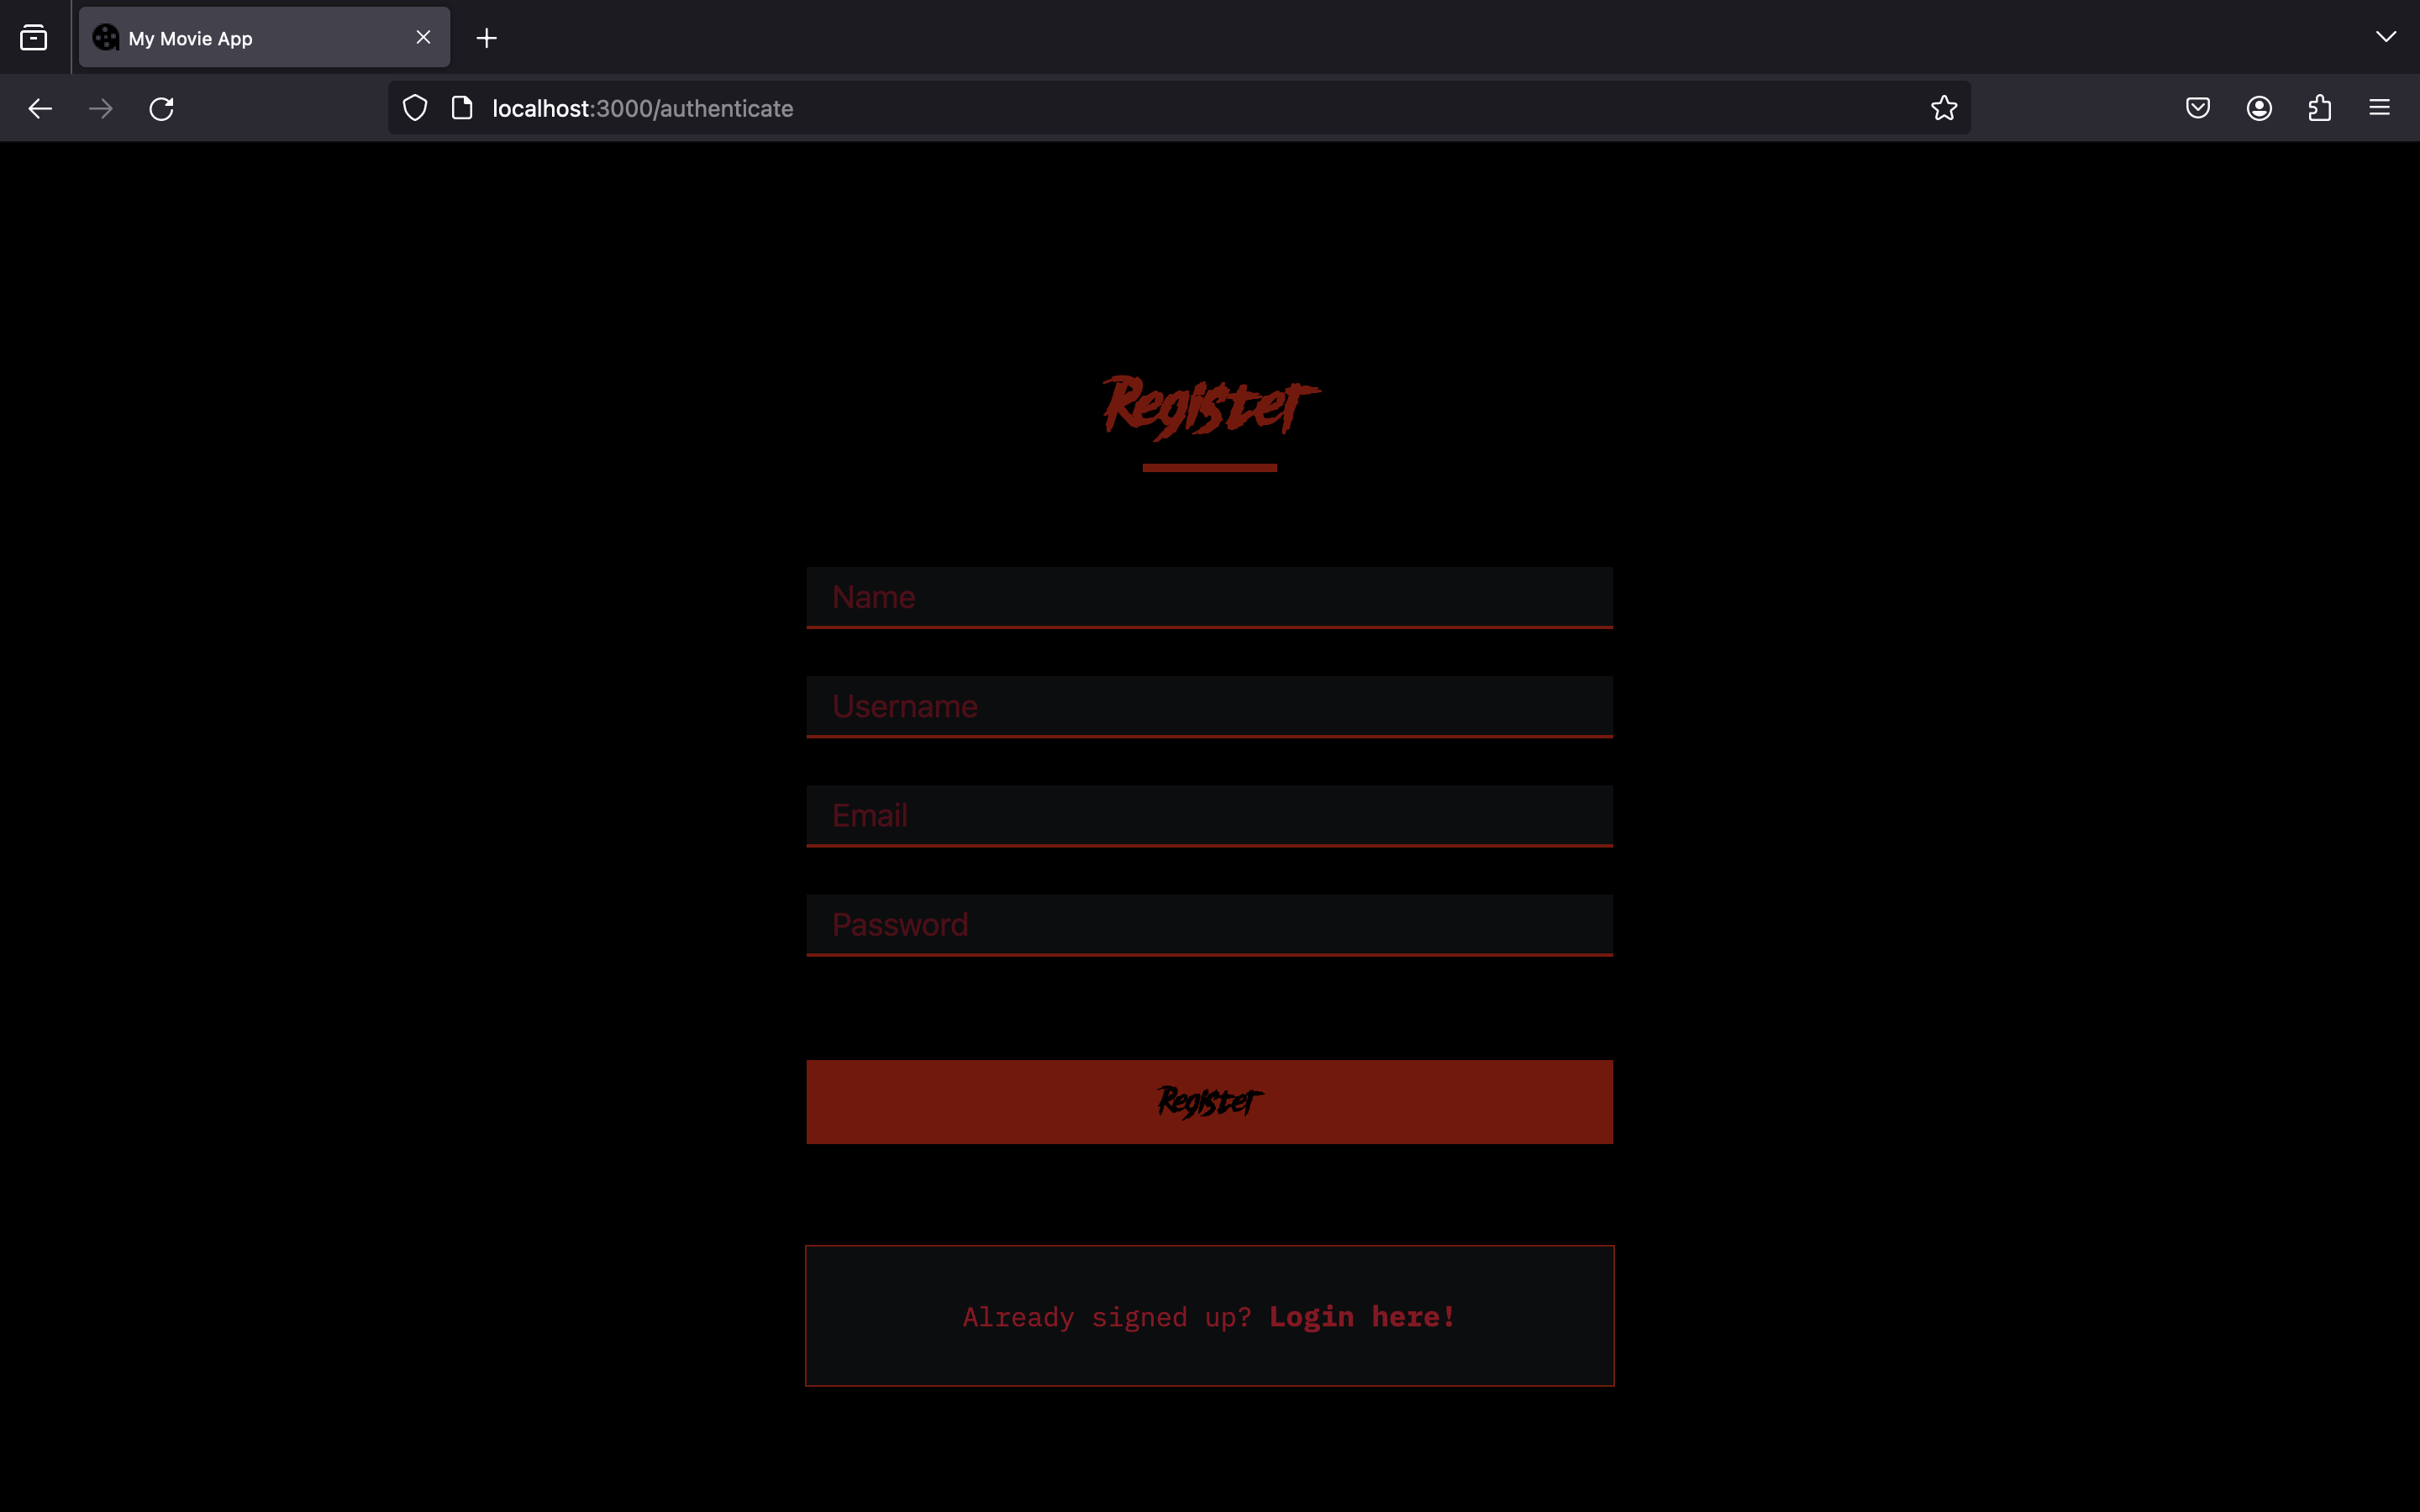 My Movie App
localhost:3000/authenticate
Register
Name
Username
Email
Password
Register
Already signed up? Login here!